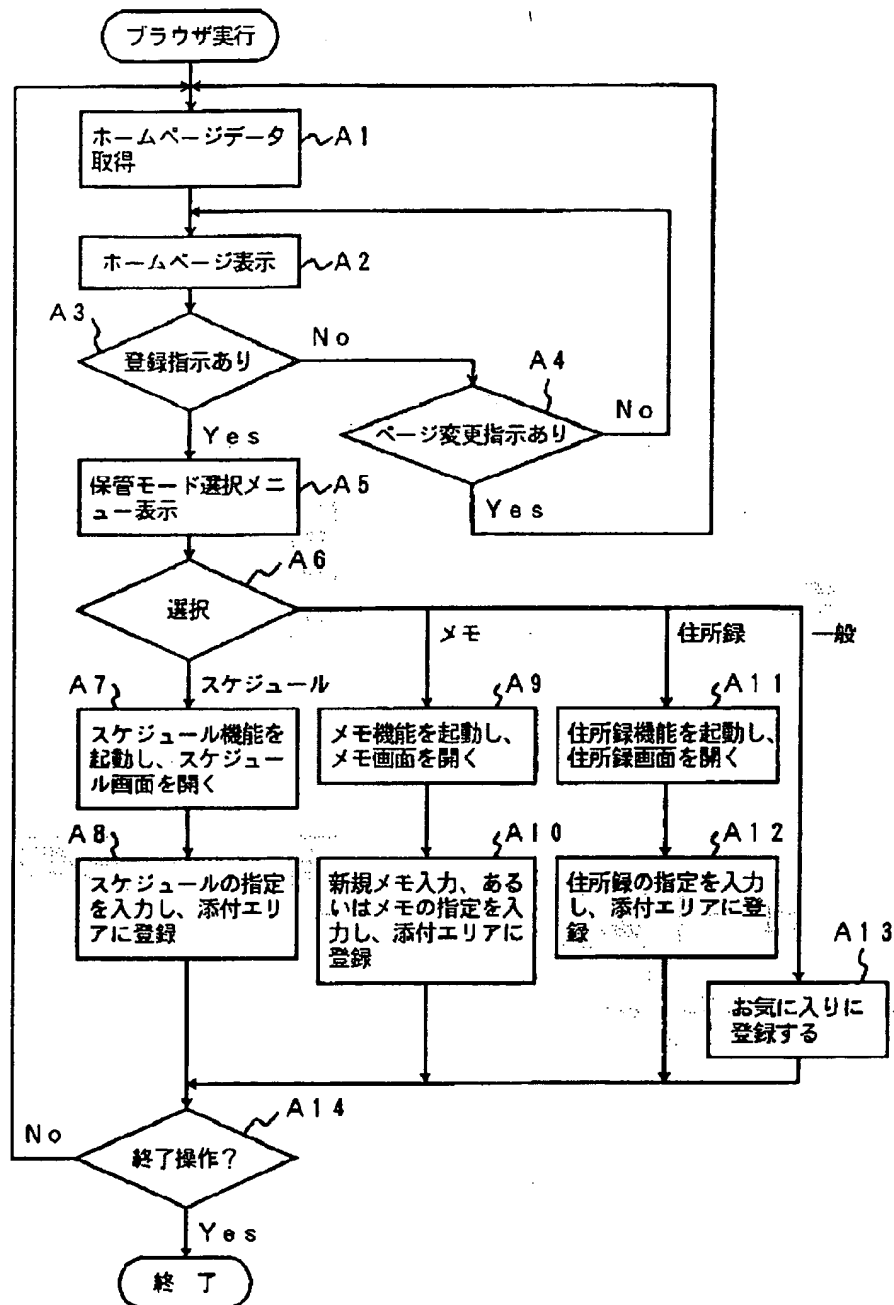 ブラウザ実行
ホームページデータ
取得
A1
ホームページ表示
A2
A3
登録指示あり
No
A4
ページ変更指示あり
No
Yes
Yes
保管モード選択メニ
ュー表示
A5
A6
選択
メモ
住所録
一般
スケジュール
A7
スケジュール機能を
起動し、スケジュー
ル画面を開く
A9
メモ機能を起動し、
メモ画面を開く
A11
住所録機能を起動し、
住所録画面を開く
A8
スケジュールの指定
を入力し、添付エリ
アに登録
A10
新規メモ入力、ある
いはメモの指定を入
力し、添付エリアに
登録
A12
住所録の指定を入力
し、添付エリアに登
録
A13
お気に入りに
登録する
A14
No
終了操作?
Yes
終 了